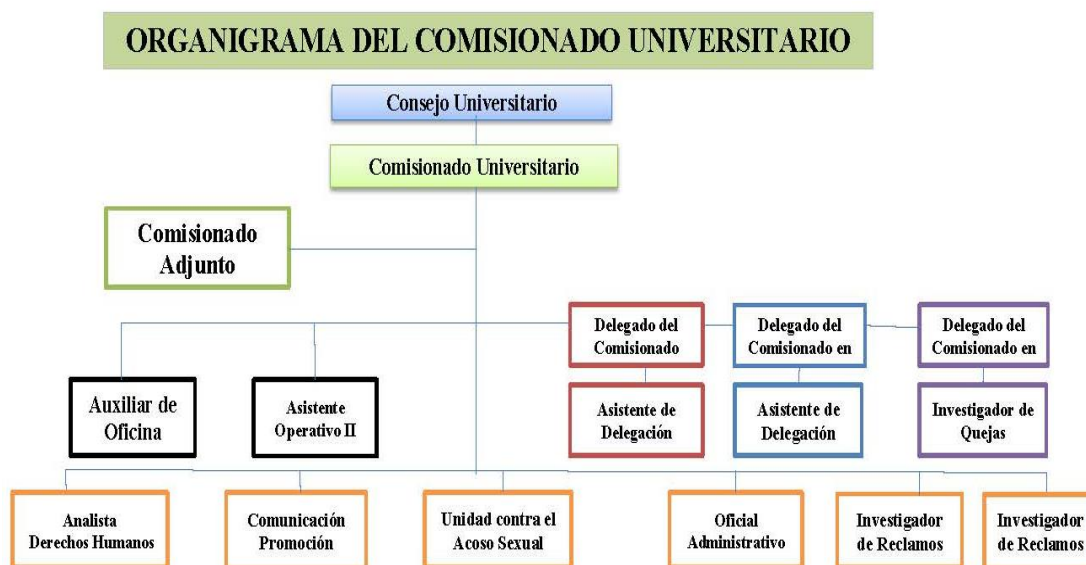 ORGANIGRAMA DEL COMISIONADO UNIVERSITARIO
Consejo Universitario
Comisionado Universitario
Comisionado
Adjunto
Delegado del
Comisionado
Delegado del
Comisionado en
Delegado del
Comisionado en
Auxiliar de
Oficina
Asistente
Operativo II
Asistente de
Delegación
Asistente de
Delegación
Investigador de
Quejas
Analista
Derechos Humanos
Comunicación
Promoción
Unidad contra el
Acoso Sexual
Oficial
Administrativo
Investigador
de Reclamos
Investigador
de Reclamos